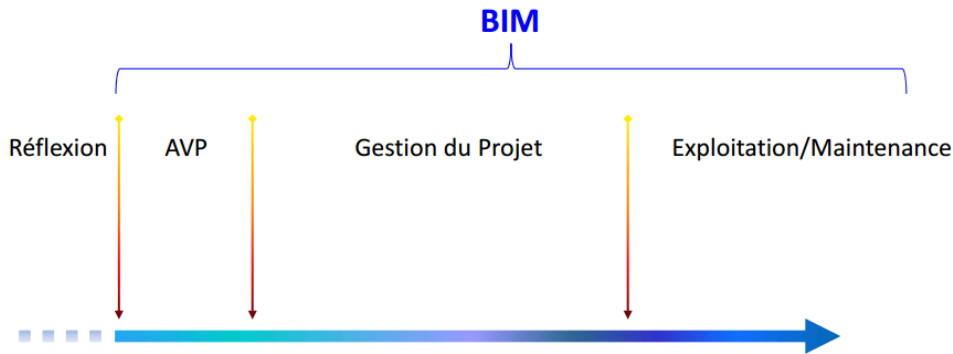 BIM
Réflexion
AVP
Gestion du Projet
Exploitation/Maintenance